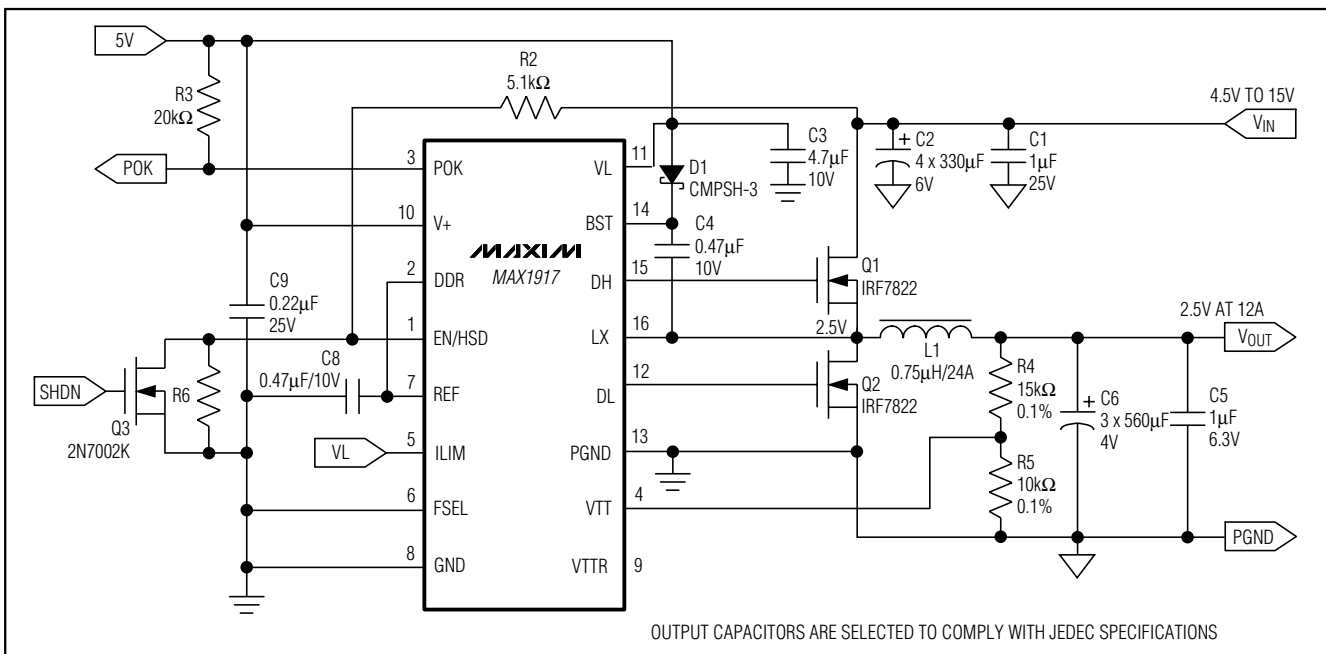 5V
R2
5.1kΩ
R3
20kΩ
4.5V TO 15V
VIN
C3
4.7µF
10V
+ C2
4 x 330µF
6V
C1
1µF
25V
POK
3
POK
VL
11
D1
CMPSH-3
10
V+
BST
14
C4
0.47µF
10V
MAXIM
MAX1917
2
DDR
DH
15
Q1
IRF7822
C9
0.22µF
25V
1
EN/HSD
LX
16
2.5V
L1
0.75µH/24A
2.5V AT 12A
VOUT
C8
0.47µF/10V
7
REF
DL
12
Q2
IRF7822
R4
15kΩ
0.1%
+
C6
3 x 560µF
4V
C5
1µF
6.3V
SHDN
R6
Q3
2N7002K
VL
5
ILIM
PGND
13
R5
10kΩ
0.1%
6
FSEL
VTT
4
PGND
8
GND
VTTR
9
OUTPUT CAPACITORS ARE SELECTED TO COMPLY WITH JEDEC SPECIFICATIONS